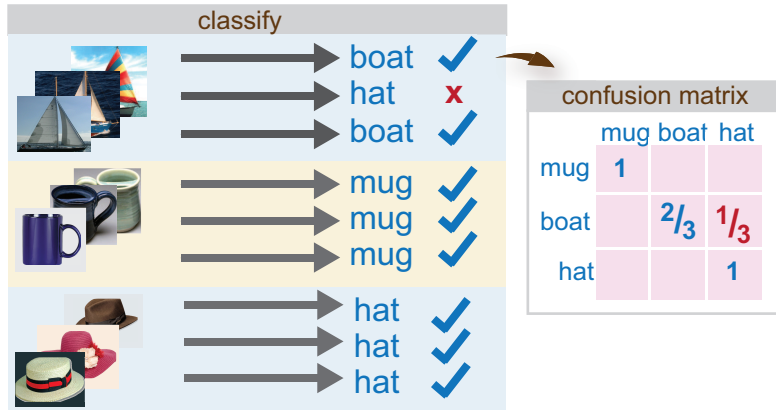 classify
boat
hat x
boat
mug
mug
mug
hat
hat
hat
confusion matrix
mug boat hat
mug 1
boat 2/3 1/3
hat 1